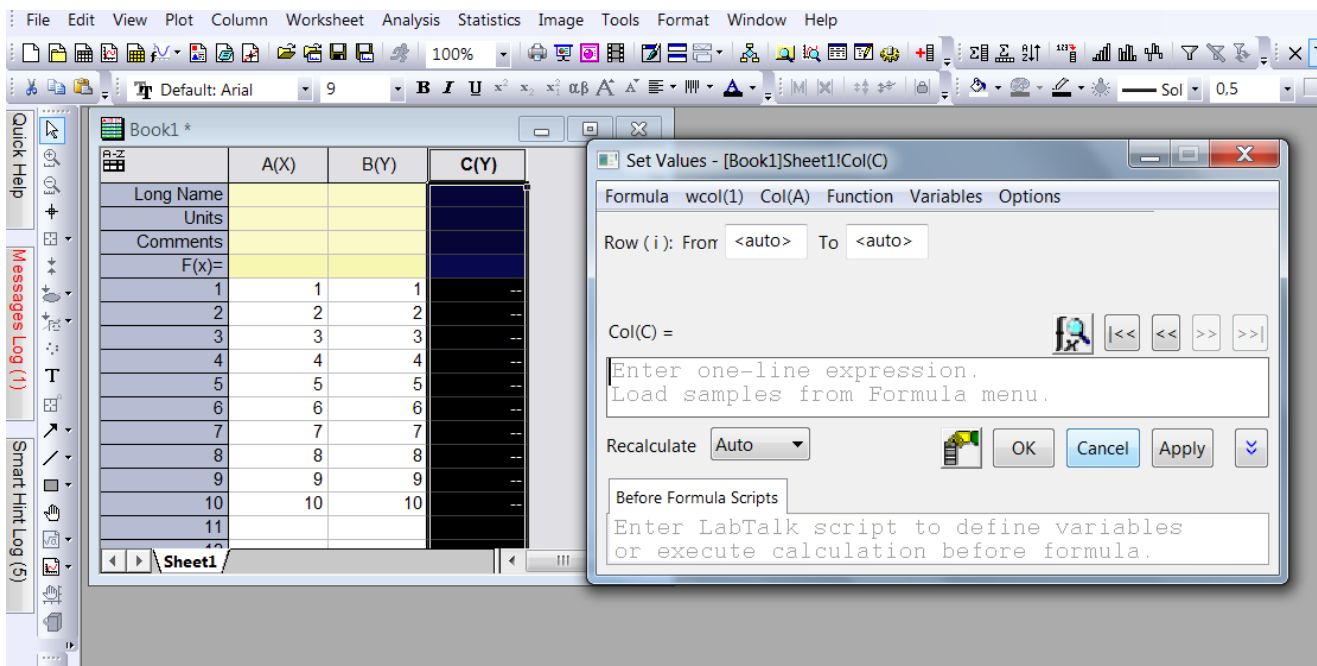 File Edit View Plot Column Worksheet Analysis Statistics Image Tools Format Window Help
100%
Default: Arial 9 B I U x² x₂ αβ A A A Sol 0,5
Quick Help
Messages Log (1)
Smart Hint Log (5)
T
Book1 *
A(X) B(Y) C(Y)
Long Name
Units
Comments
F(x)=
1 1 1 --
2 2 2 --
3 3 3 --
4 4 4 --
5 5 5 --
6 6 6 --
7 7 7 --
8 8 8 --
9 9 9 --
10 10 10 --
11
Sheet1
Set Values - [Book1]Sheet1!Col(C)
Formula wcol(1) Col(A) Function Variables Options
Row (i): From <auto> To <auto>
Col(C) =
|<< << >> >>|
Enter one-line expression.
Load samples from Formula menu.
Recalculate Auto OK Cancel Apply
Before Formula Scripts
Enter LabTalk script to define variables
or execute calculation before formula.